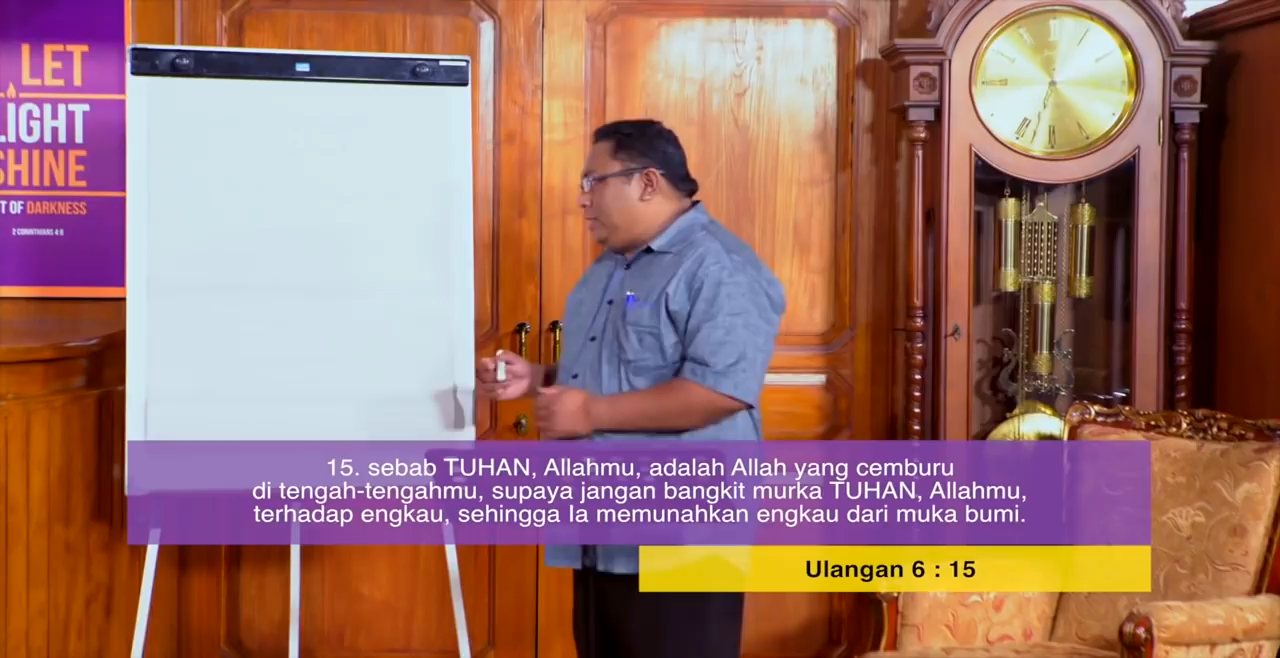 LET
LIGHT
SHINE
T OF DARKNESS
2 CORINTHIANS 4:6
15. sebab TUHAN, Allahmu, adalah Allah yang cemburu
di tengah-tengahmu, supaya jangan bangkit murka TUHAN, Allahmu,
terhadap engkau, sehingga Ia memunahkan engkau dari muka bumi.
Ulangan 6 : 15